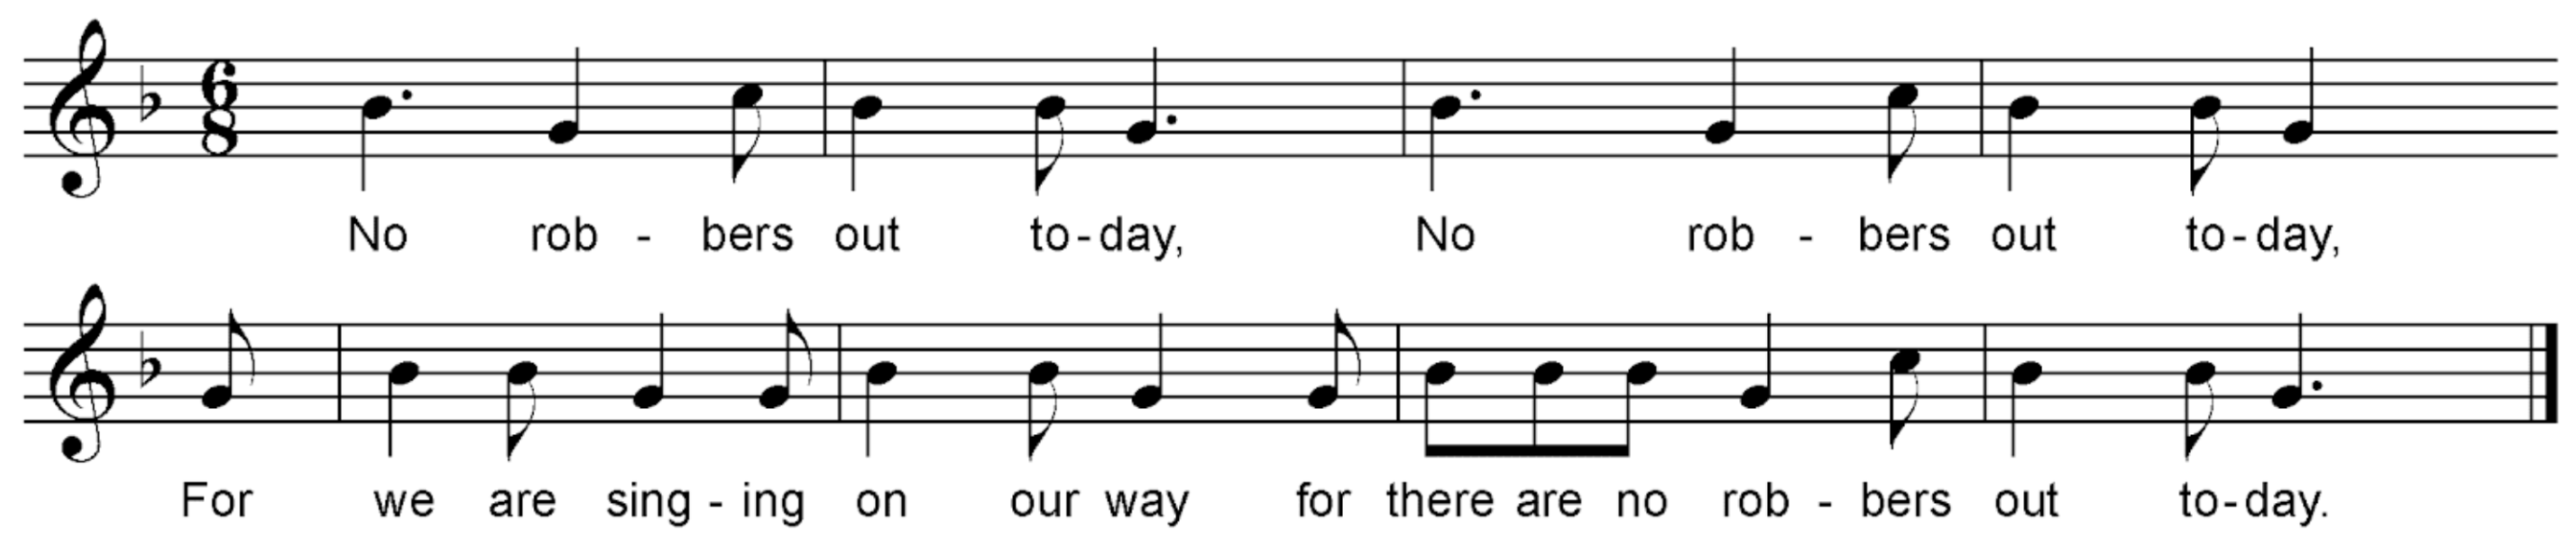 6
8
No rob - bers out to-day, No rob - bers out to-day,
For we are sing - ing on our way for there are no rob - bers out to-day.